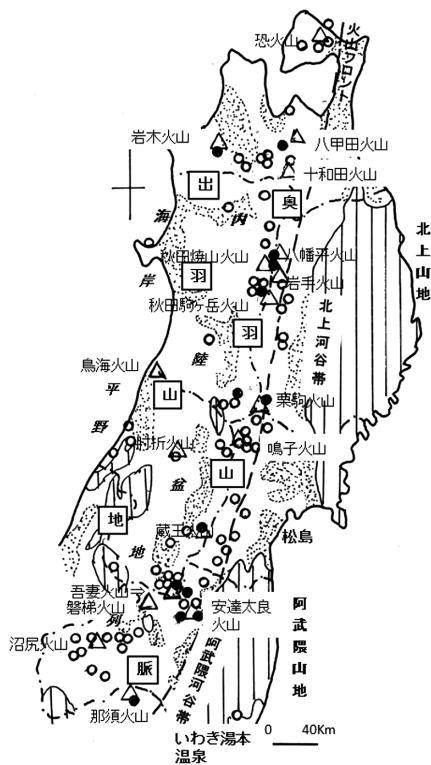 恐火山
火山フロント
岩木火山
八甲田火山
十和田火山
出
奥
海
内
北上山地
秋田焼山火山
八幡平火山
岸
羽
岩手火山
秋田駒ヶ岳火山
北上河谷帯
羽
陸
鳥海火山
平
山
栗駒火山
野
肘折火山
鳴子火山
山
盆
地
蔵王火山
松島
地
吾妻火山
磐梯火山
列
安達太良
火山
阿武隈山地
沼尻火山
脈
阿武隈河谷帯
那須火山
いわき湯本
温泉
0 40Km